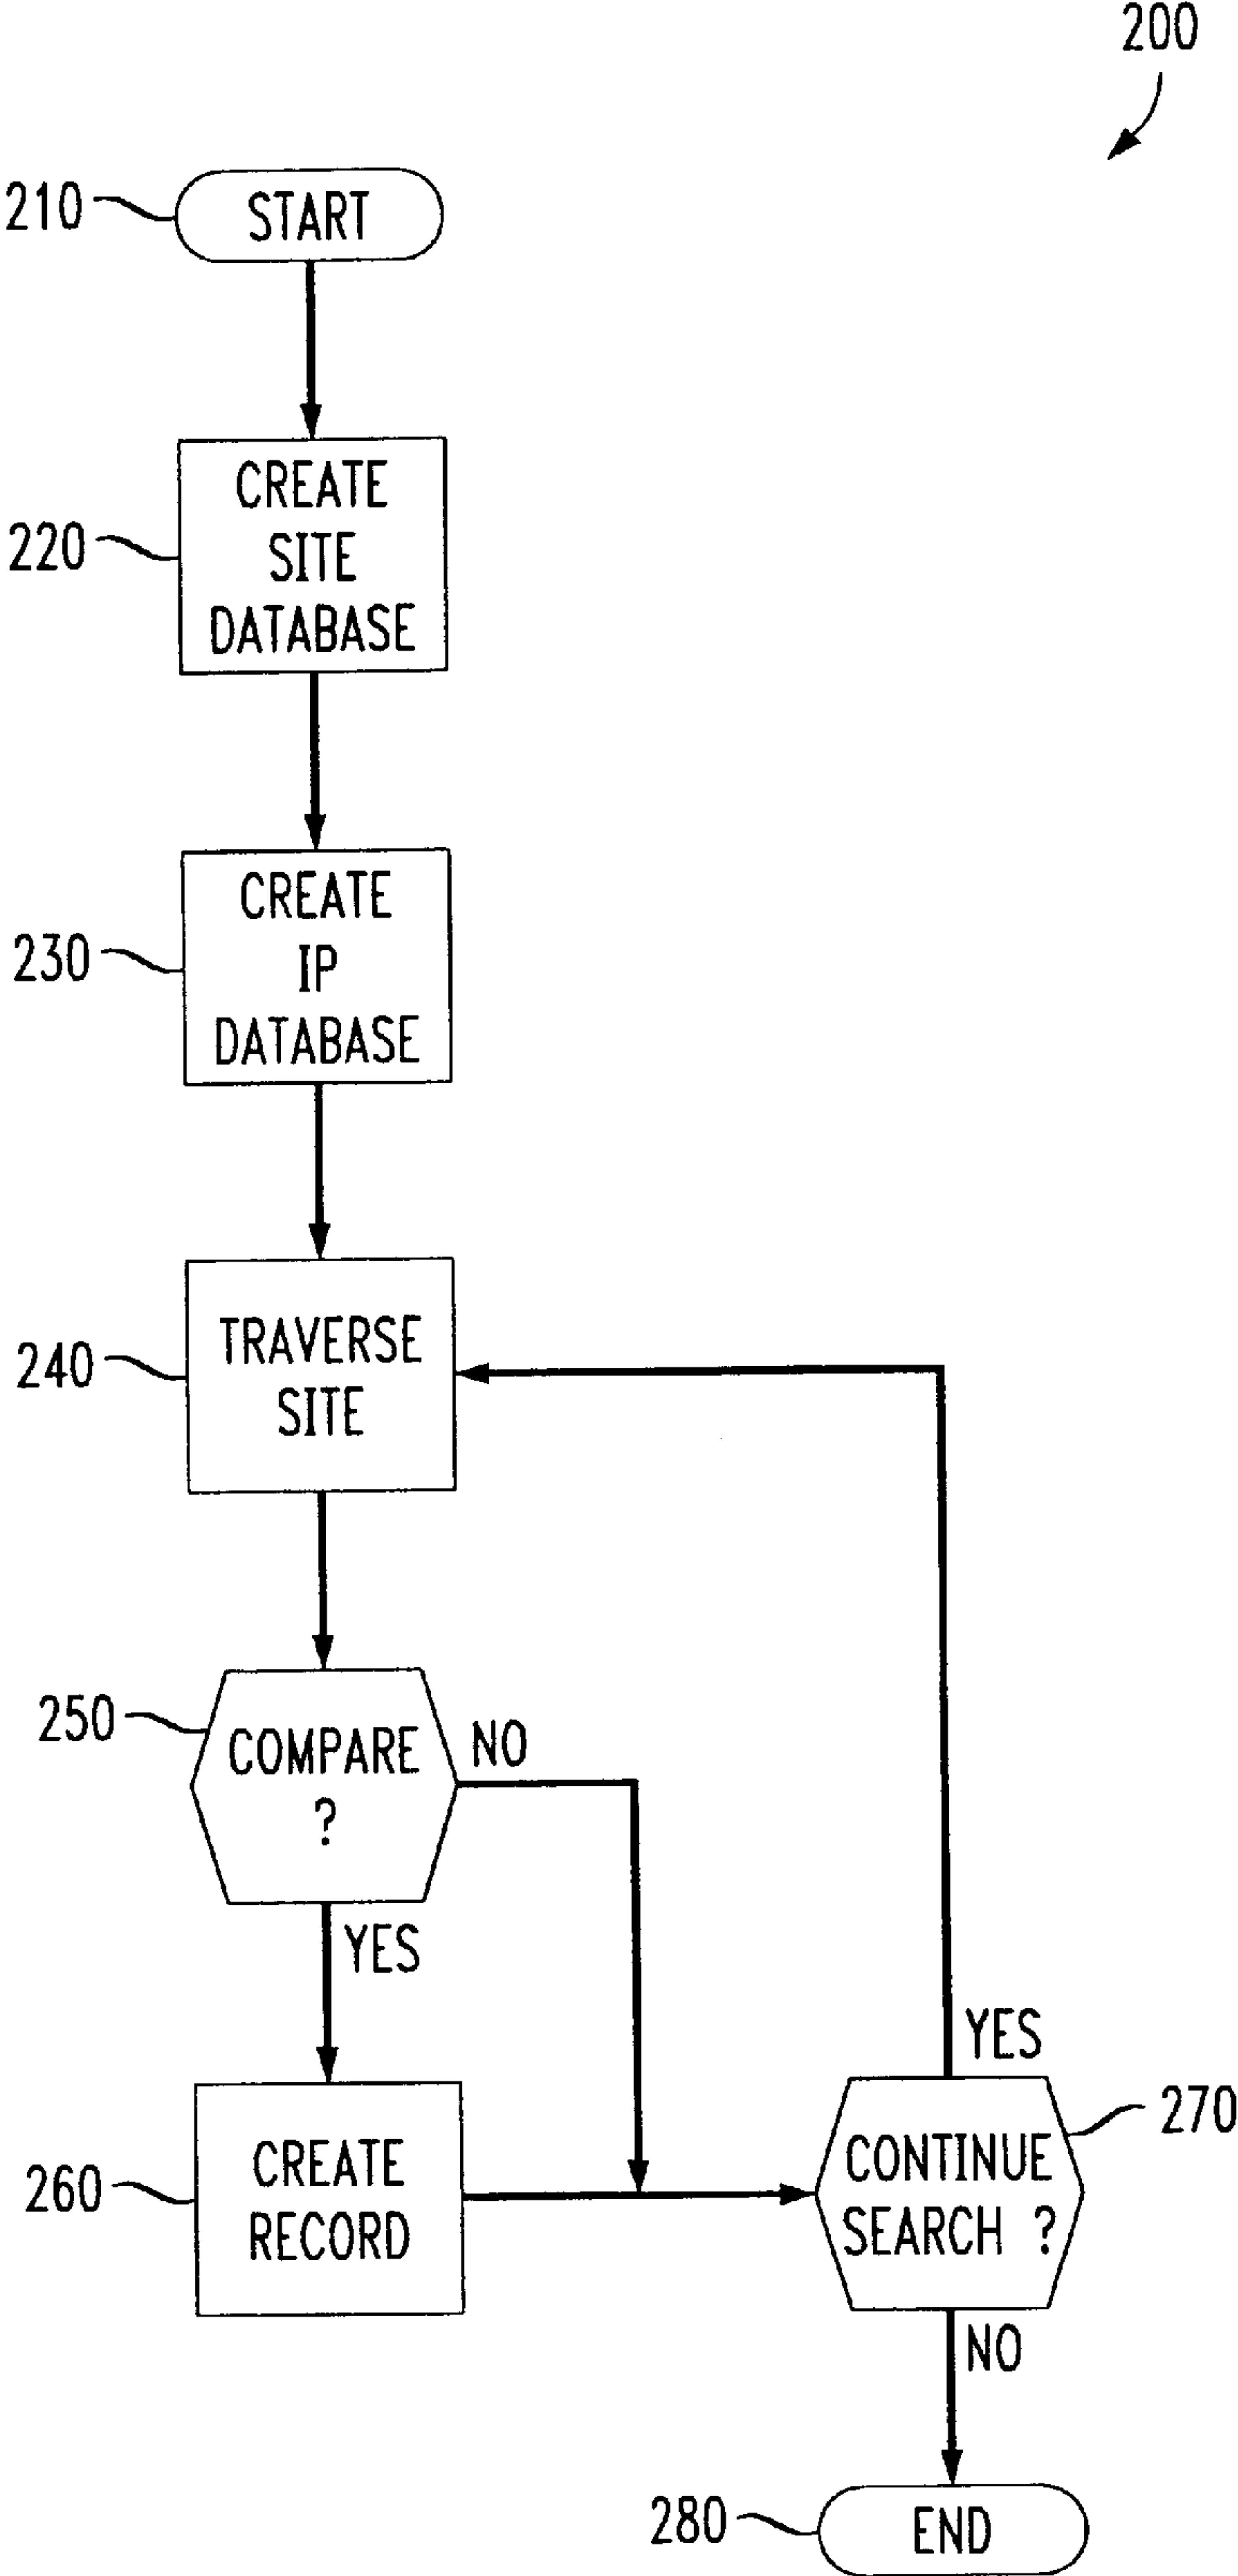 200
210
START
220
CREATE
SITE
DATABASE
230
CREATE
IP
DATABASE
240
TRAVERSE
SITE
250
COMPARE
?
NO
YES
260
CREATE
RECORD
YES
270
CONTINUE
SEARCH ?
NO
280
END